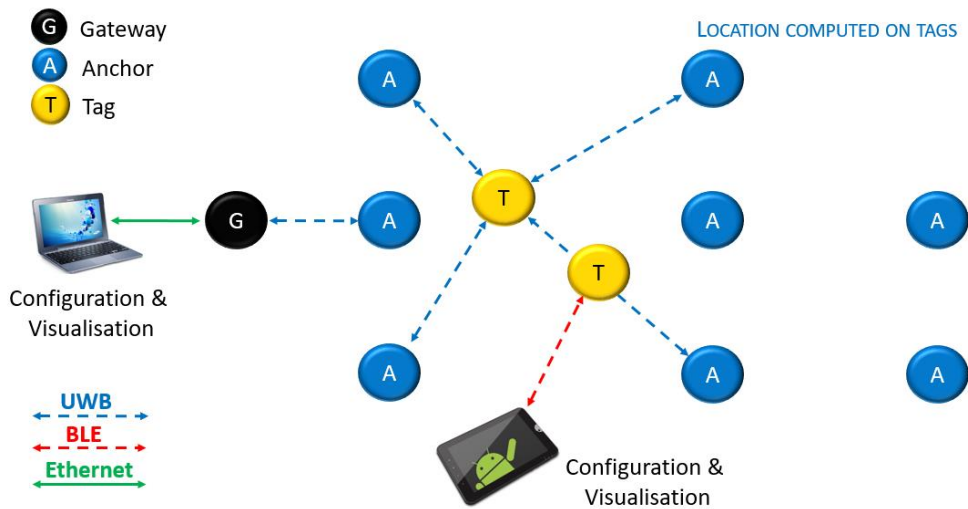 G Gateway
A Anchor
T Tag
LOCATION COMPUTED ON TAGS
A
A
T
G
A
A
A
T
Configuration &
Visualisation
A
A
A
UWB
BLE
Ethernet
Configuration &
Visualisation